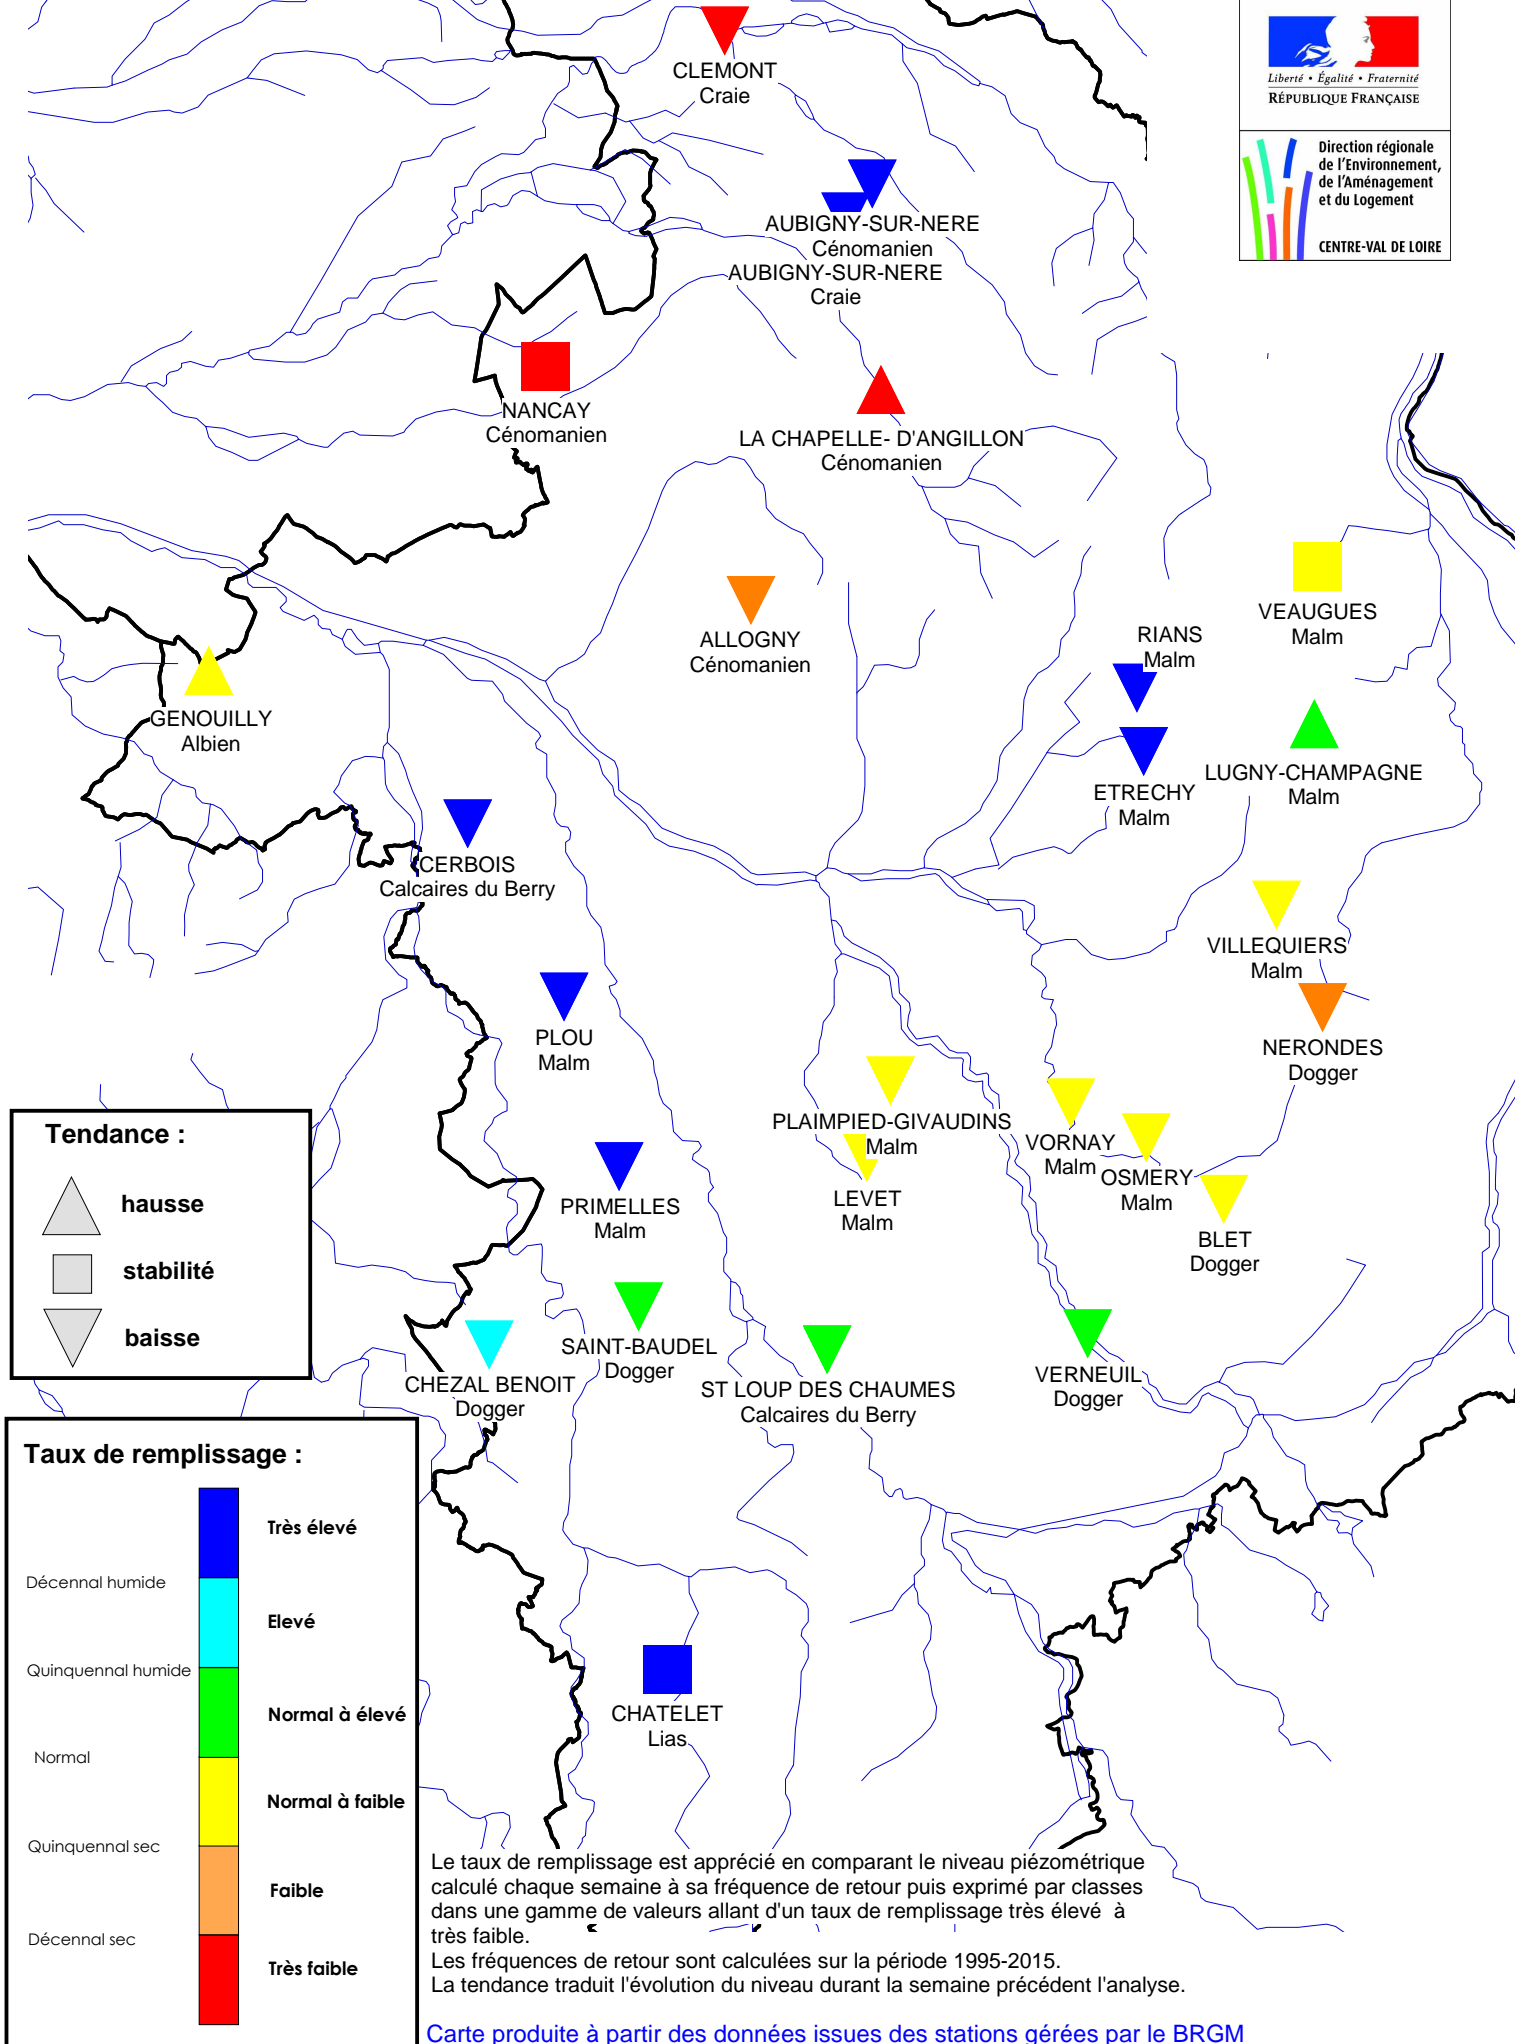 Liberté • Égalité • Fraternité
RÉPUBLIQUE FRANÇAISE
Direction régionale
de l'Environnement,
de l'Aménagement
et du Logement
CENTRE-VAL DE LOIRE
CLEMONT
Craie
AUBIGNY-SUR-NERE
Cénomanien
AUBIGNY-SUR-NERE
Craie
NANCAY
Cénomanien
LA CHAPELLE- D'ANGILLON
Cénomanien
VEAUGUES
Malm
ALLOGNY
Cénomanien
RIANS
Malm
GENOUILLY
Albien
LUGNY-CHAMPAGNE
Malm
ETRECHY
Malm
CERBOIS
Calcaires du Berry
VILLEQUIERS
Malm
PLOU
Malm
NERONDES
Dogger
PLAIMPIED-GIVAUDINS
Malm
VORNAY
Malm
OSMERY
Malm
LEVET
Malm
PRIMELLES
Malm
BLET
Dogger
SAINT-BAUDEL
Dogger
CHEZAL BENOIT
Dogger
ST LOUP DES CHAUMES
Calcaires du Berry
VERNEUIL
Dogger
CHATELET
Lias
Tendance :
hausse
stabilité
baisse
Taux de remplissage :
Très élevé
Décennal humide
Elevé
Quinquennal humide
Normal à élevé
Normal
Normal à faible
Quinquennal sec
Faible
Décennal sec
Très faible
Le taux de remplissage est apprécié en comparant le niveau piézométrique
calculé chaque semaine à sa fréquence de retour puis exprimé par classes
dans une gamme de valeurs allant d'un taux de remplissage très élevé à
très faible.
Les fréquences de retour sont calculées sur la période 1995-2015.
La tendance traduit l'évolution du niveau durant la semaine précédent l'analyse.
Carte produite à partir des données issues des stations gérées par le BRGM